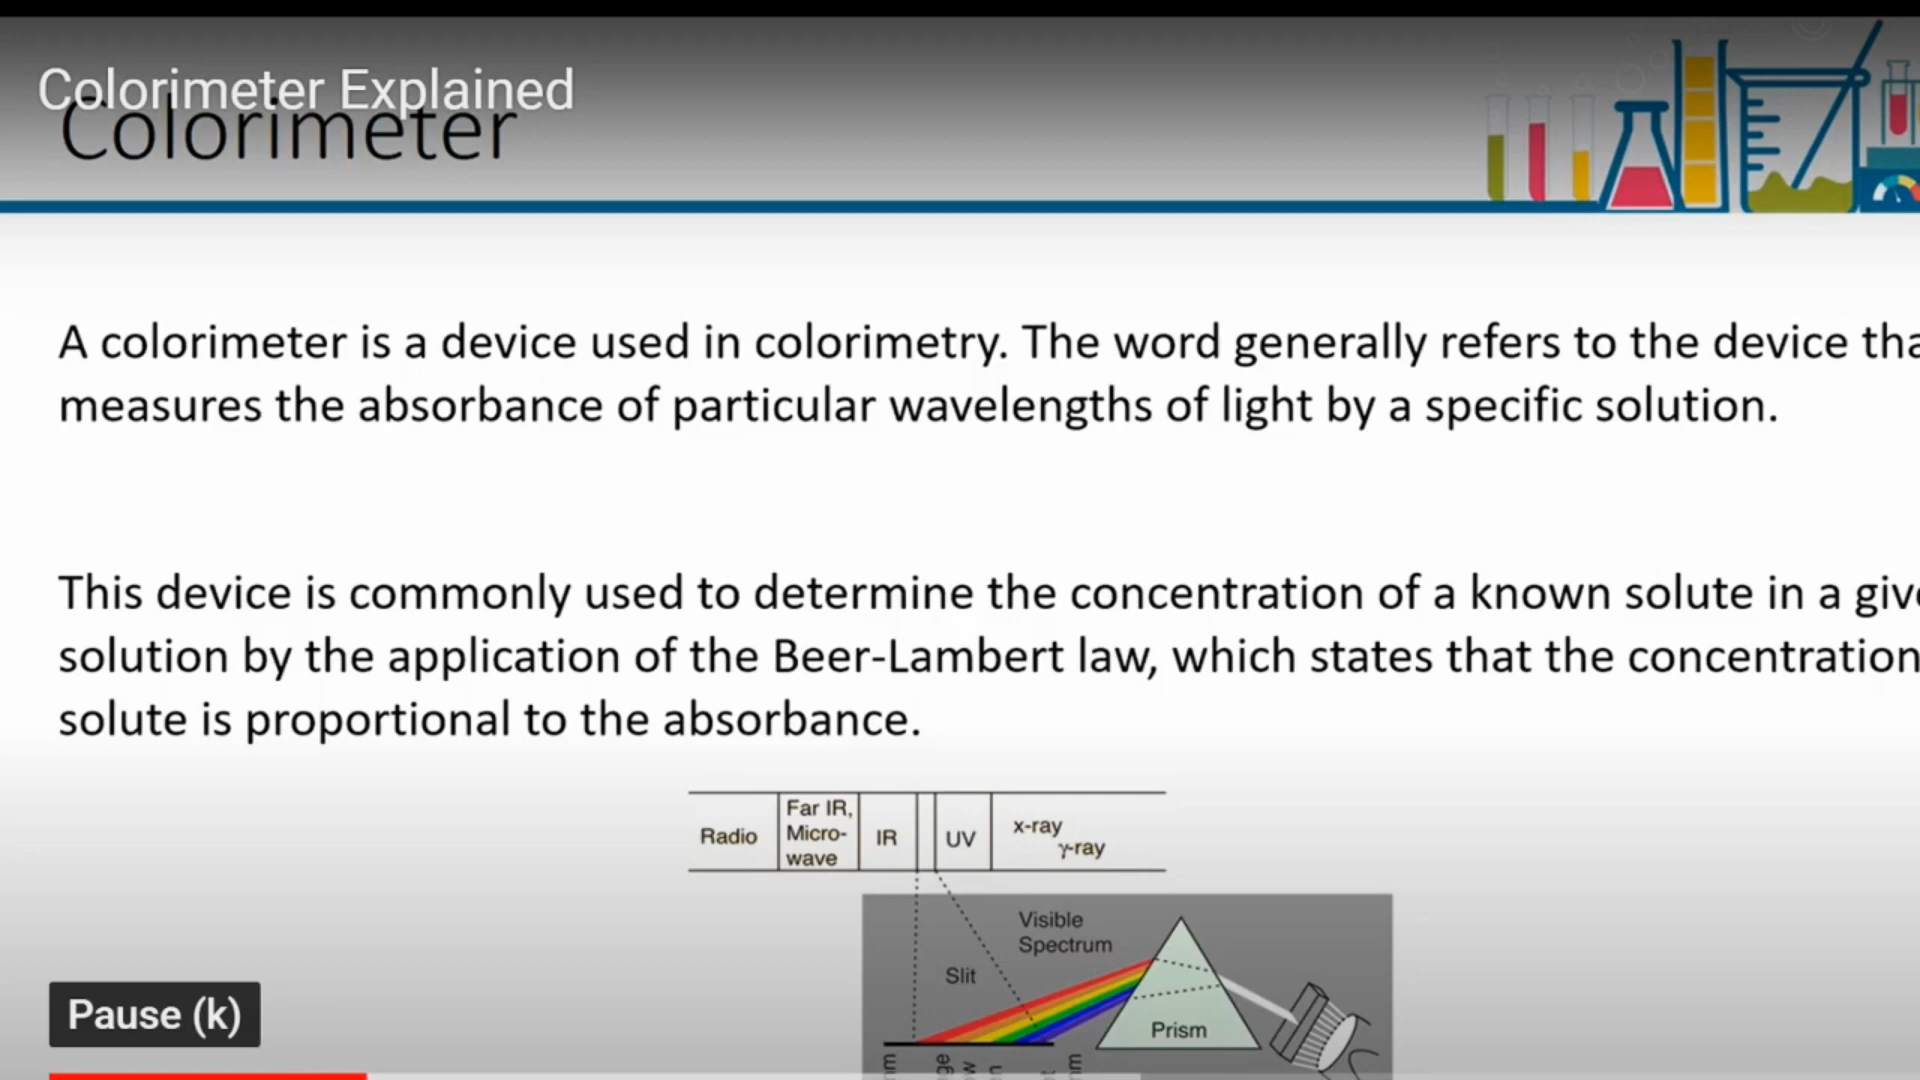 Colorimeter Explained
Colorimeter
A colorimeter is a device used in colorimetry. The word generally refers to the device
measures the absorbance of particular wavelengths of light by a specific solution.
This device is commonly used to determine the concentration of a known solute in a
solution by the application of the Beer-Lambert law, which states that the concentration
solute is proportional to the absorbance.
Radio
Far IR,
Micro-
wave
IR
UV
x-ray
γ-ray
Visible
Spectrum
Slit
Prism
Pause (k)